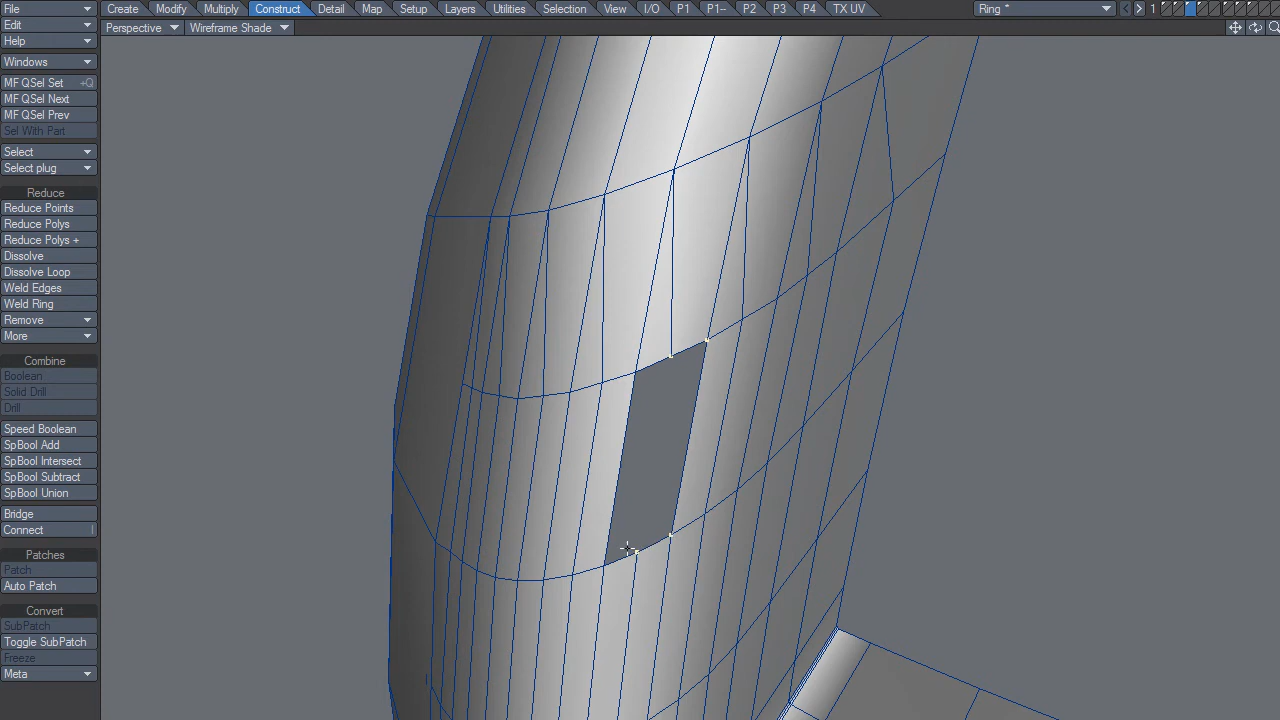 File Create Modify Multiply Construct Detail Map Setup Layers Utilities Selection View I/O P1 P1-- P2 P3 P4 TX UV Ring * 1
Edit Perspective Wireframe Shade
Help
Windows
MF QSel Set +Q
MF QSel Next
MF QSel Prev
Sel With Part
Select
Select plug
Reduce
Reduce Points
Reduce Polys
Reduce Polys +
Dissolve
Dissolve Loop
Weld Edges
Weld Ring
Remove
More
Combine
Boolean
Solid Drill
Drill
Speed Boolean
SpBool Add
SpBool Intersect
SpBool Subtract
SpBool Union
Bridge
Connect l
Patches
Patch
Auto Patch
Convert
SubPatch
Toggle SubPatch
Freeze
Meta